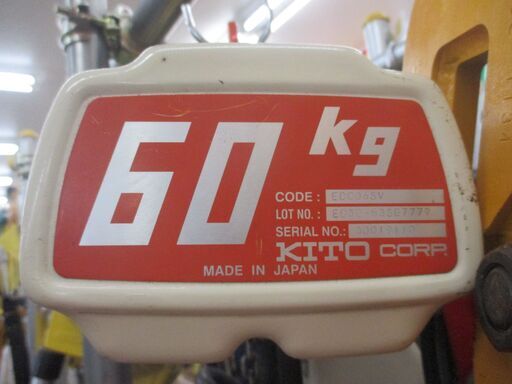 60 kg
CODE :
LOT NO. :
SERIAL NO.:
KITO CORP.
MADE IN JAPAN